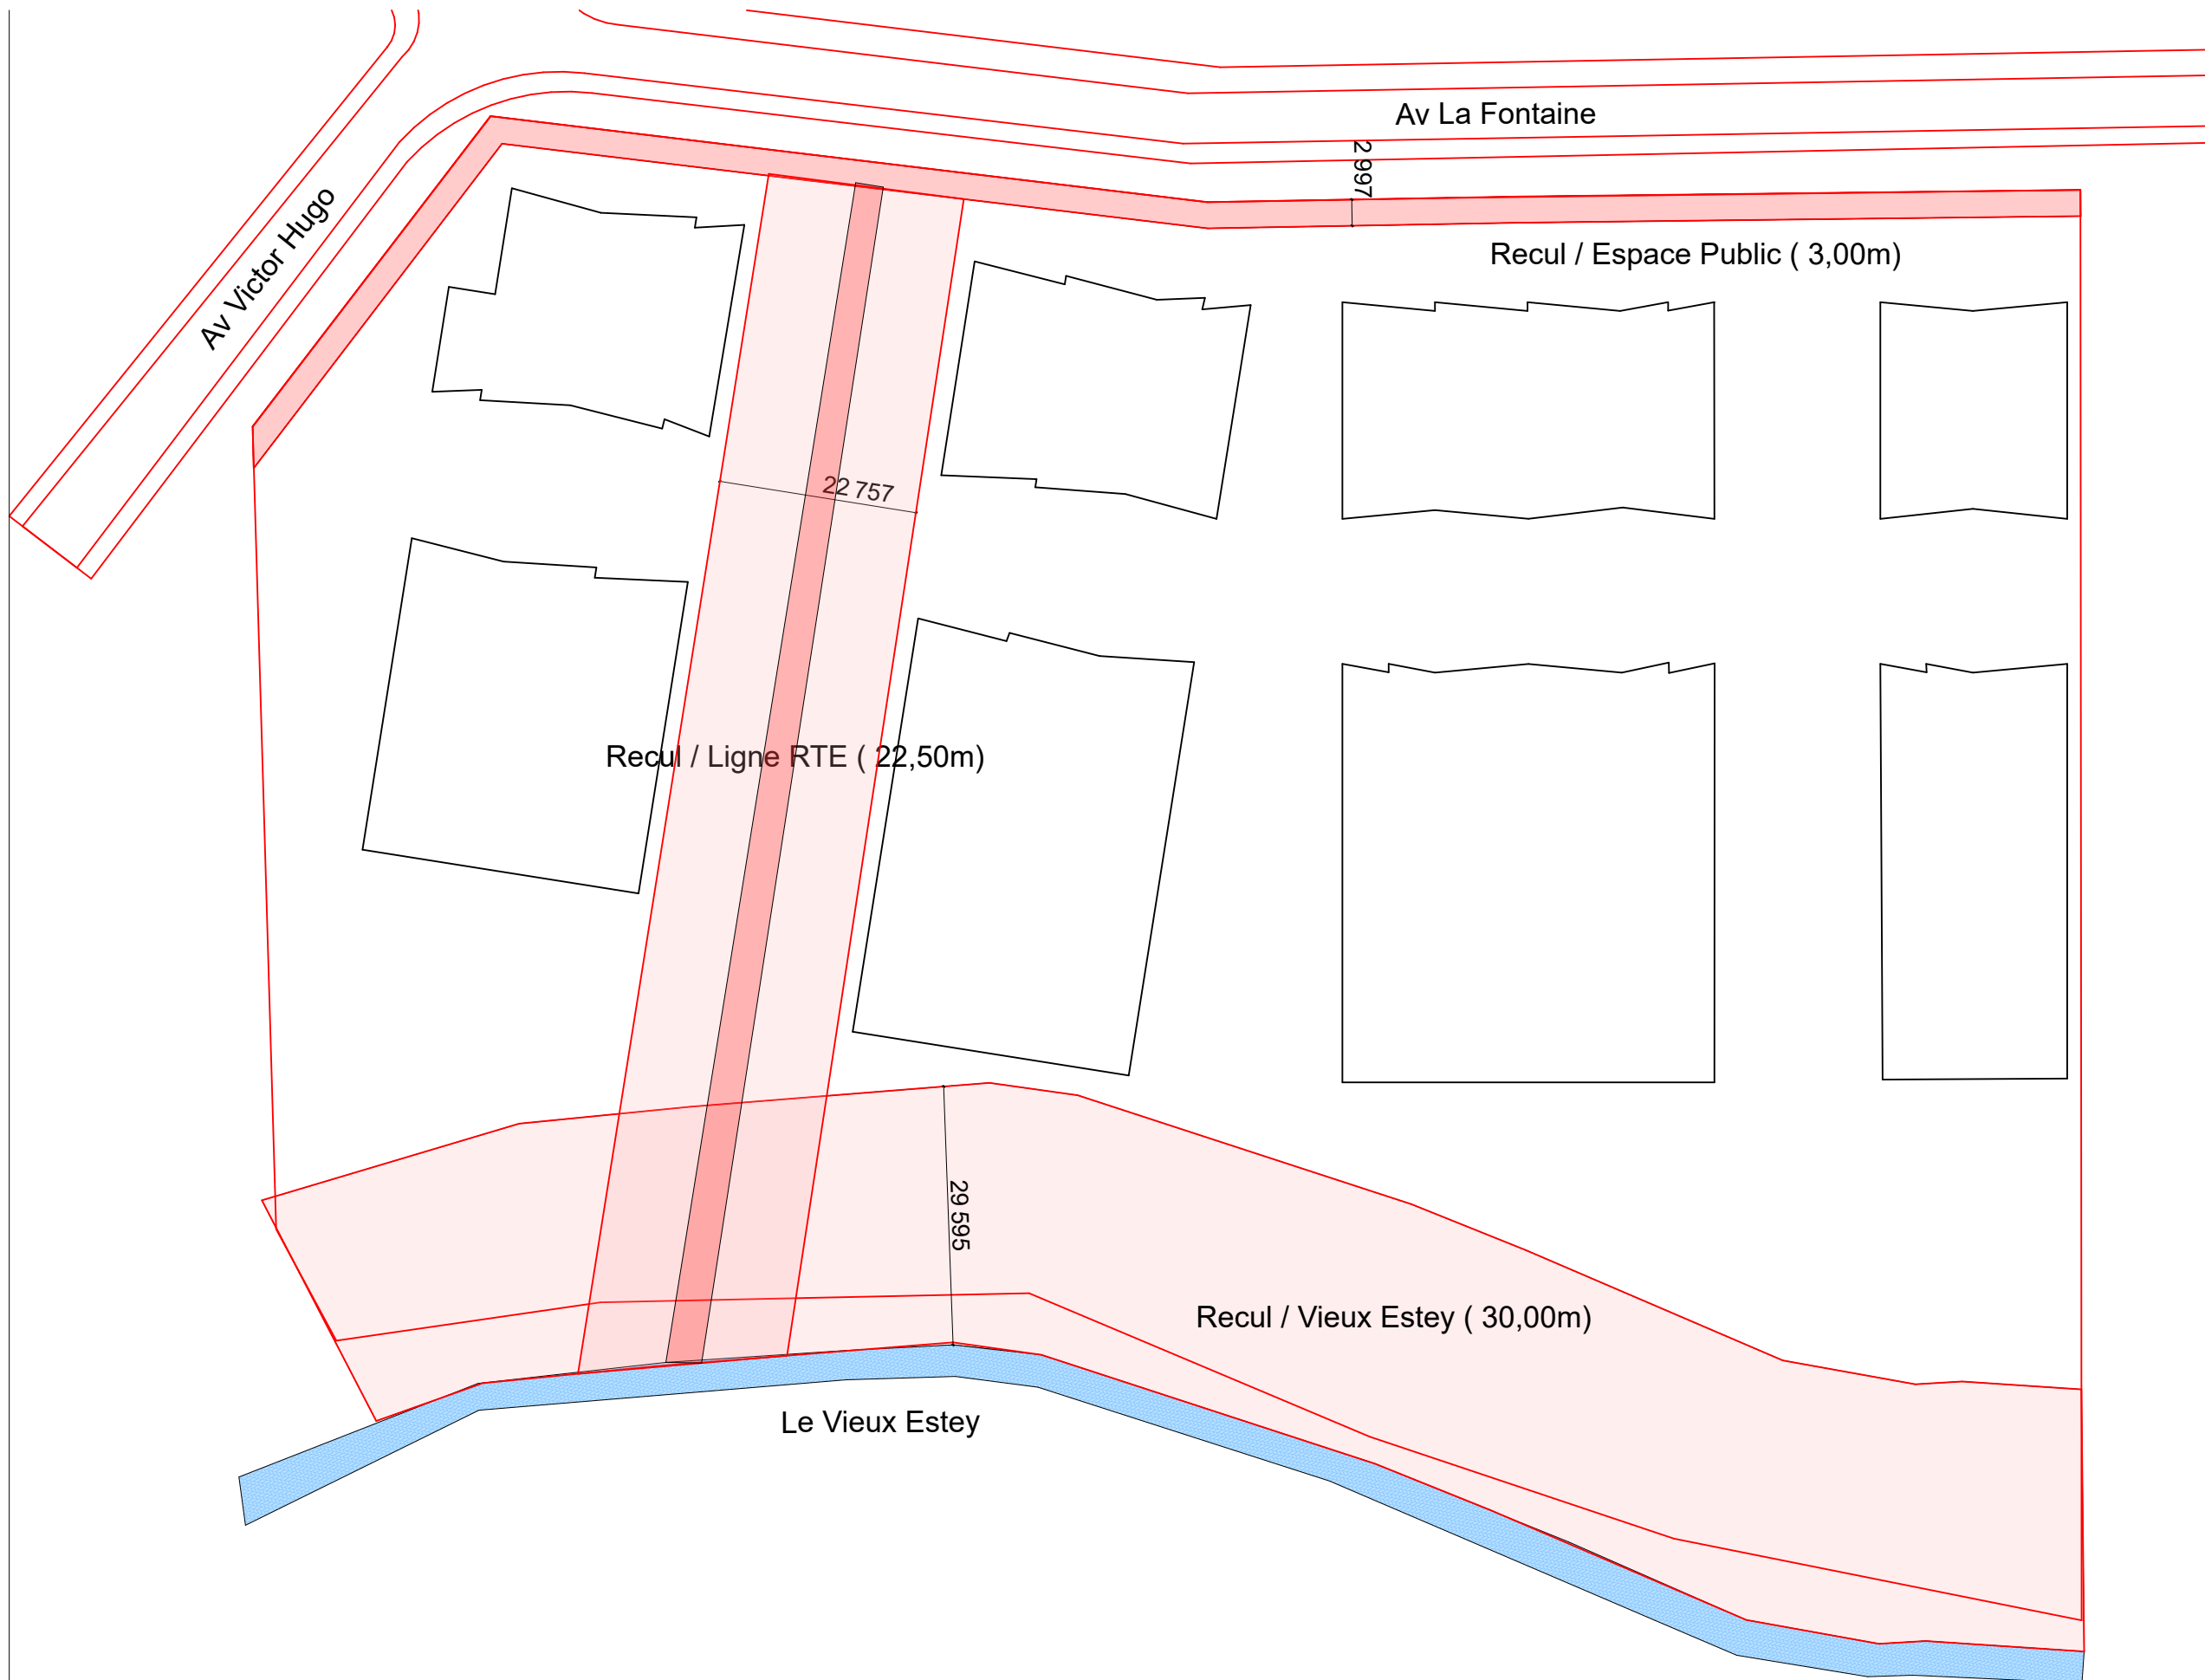 Av La Fontaine
2 997
Av Victor Hugo
Recul / Espace Public ( 3,00m)
22 757
Recul / Ligne RTE ( 22,50m)
29 595
Recul / Vieux Estey ( 30,00m)
Le Vieux Estey